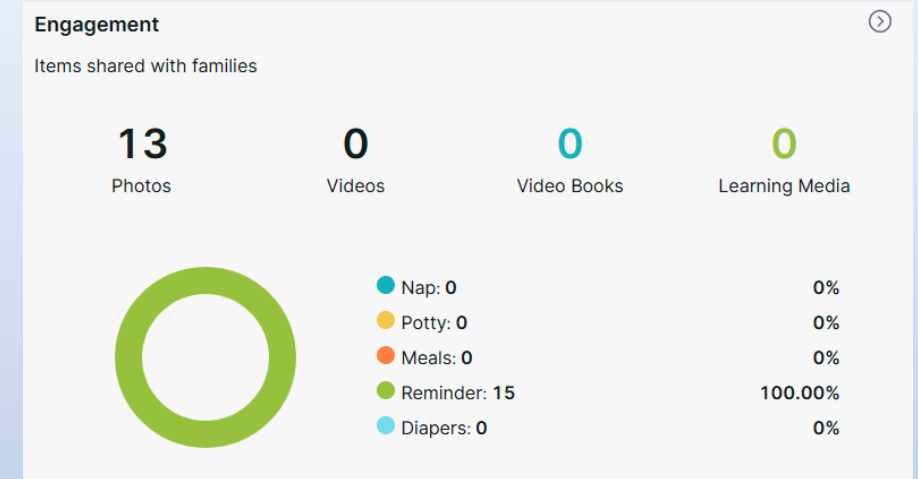 Engagement
Items shared with families
13 0 0 0
Photos Videos Video Books Learning Media
Nap: 0 0%
Potty: 0 0%
Meals: 0 0%
Reminder: 15 100.00%
Diapers: 0 0%